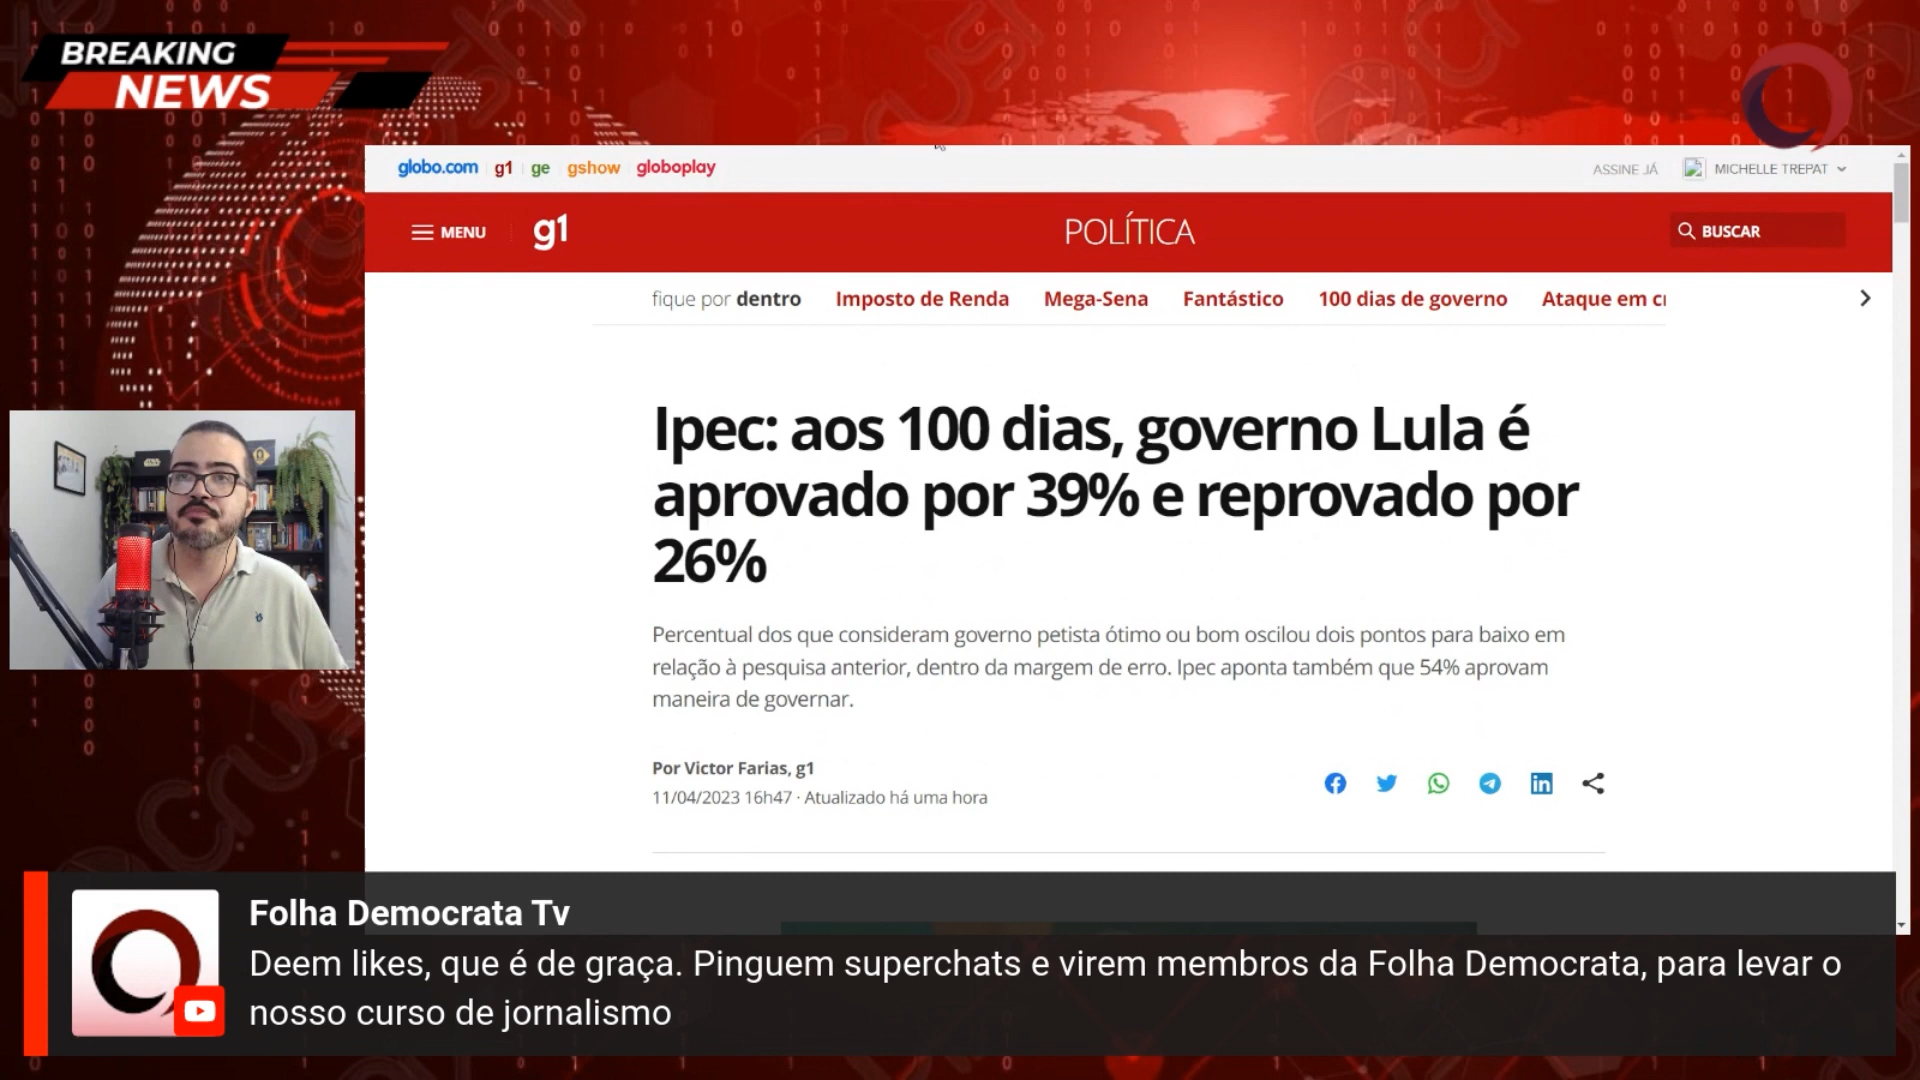 BREAKING
NEWS
globo.com g1 ge gshow globoplay
ASSINE JÁ MICHELLE TREPAT
MENU g1 POLÍTICA BUSCAR
fique por dentro Imposto de Renda Mega-Sena Fantástico 100 dias de governo Ataque em
Ipec: aos 100 dias, governo Lula é
aprovado por 39% e reprovado por
26%
Percentual dos que consideram governo petista ótimo ou bom oscilou dois pontos para baixo em
relação à pesquisa anterior, dentro da margem de erro. Ipec aponta também que 54% aprovam
maneira de governar.
Por Victor Farias, g1
11/04/2023 16h47 · Atualizado há uma hora
Folha Democrata Tv
Deem likes, que é de graça. Pinguem superchats e virem membros da Folha Democrata, para levar o
nosso curso de jornalismo